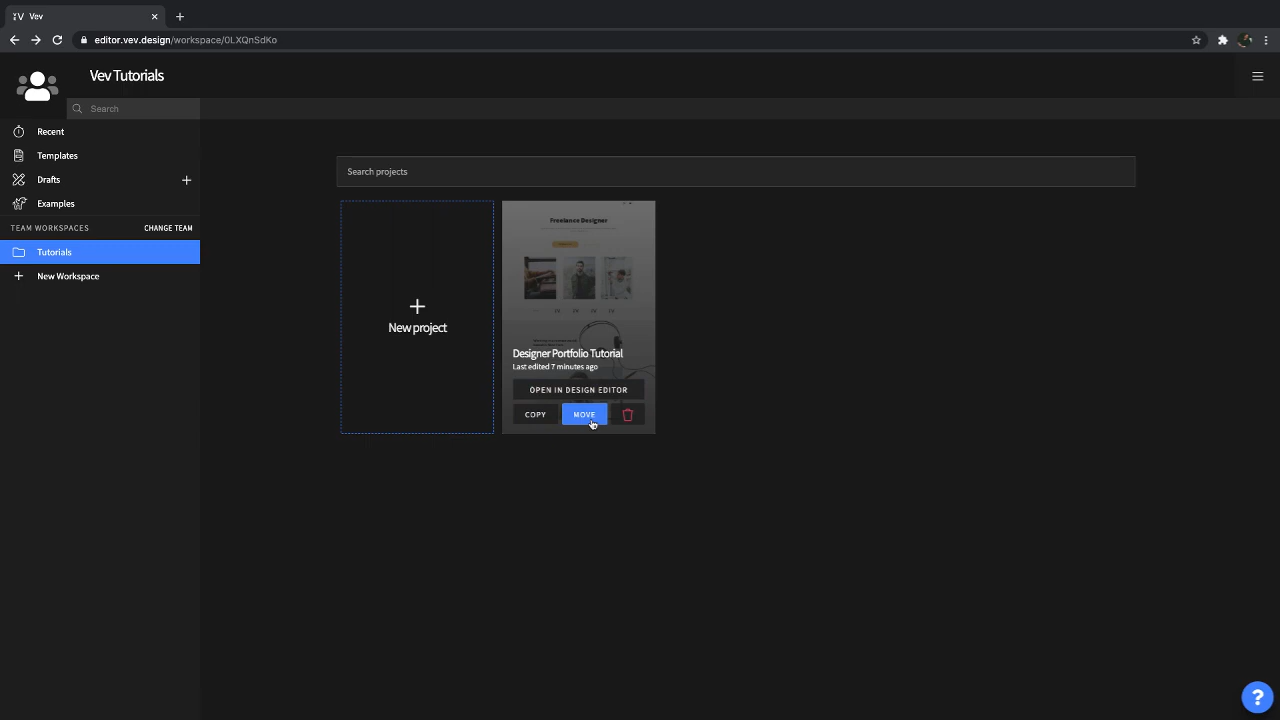 Vev
editor.vev.design/workspace/0LXQnSdKo
Vev Tutorials
Search
Recent
Templates
Drafts
Examples
TEAM WORKSPACES
CHANGE TEAM
Tutorials
New Workspace
Search projects
New project
Freelance Designer
Designer Portfolio Tutorial
Last edited 7 minutes ago
OPEN IN DESIGN EDITOR
COPY
MOVE
?